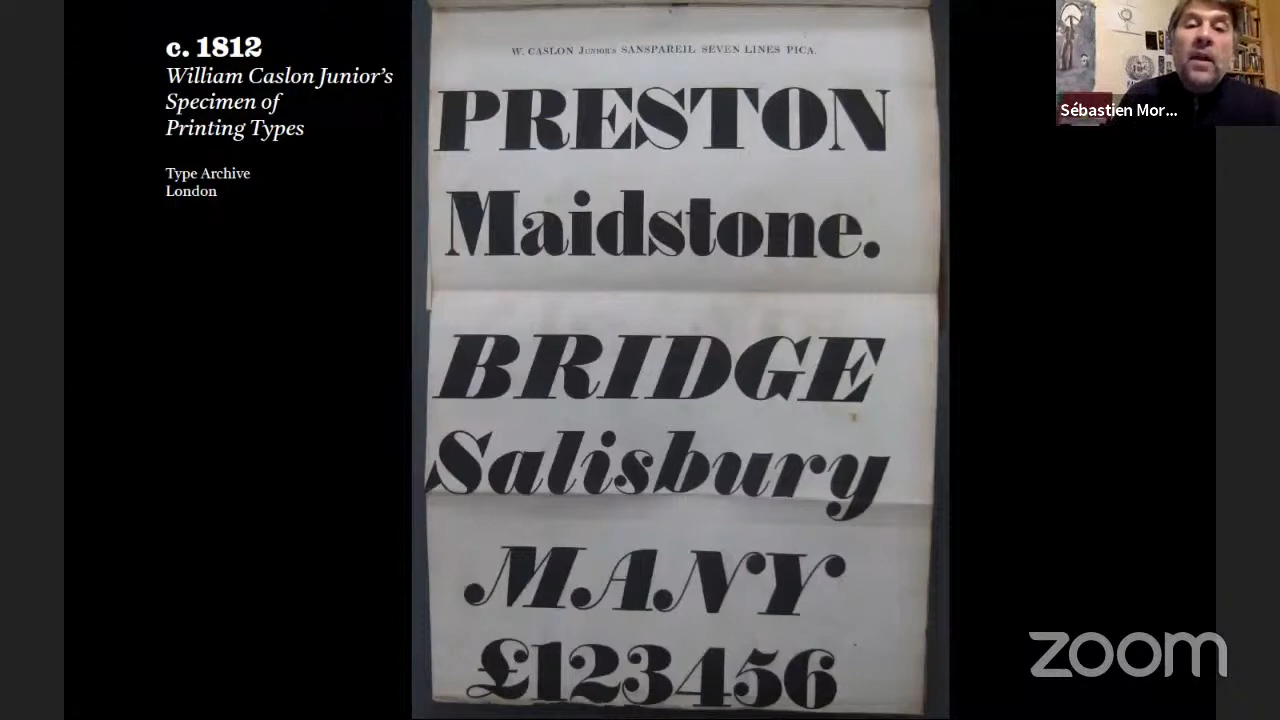 c. 1812
William Caslon Junior's
Specimen of
Printing Types
Type Archive
London
W. CASLON Junior's SANSPAREIL SEVEN LINES PICA.
PRESTON
Maidstone.
BRIDGE
Salisbury
MANY
£123456
Sébastien Mor...
zoom